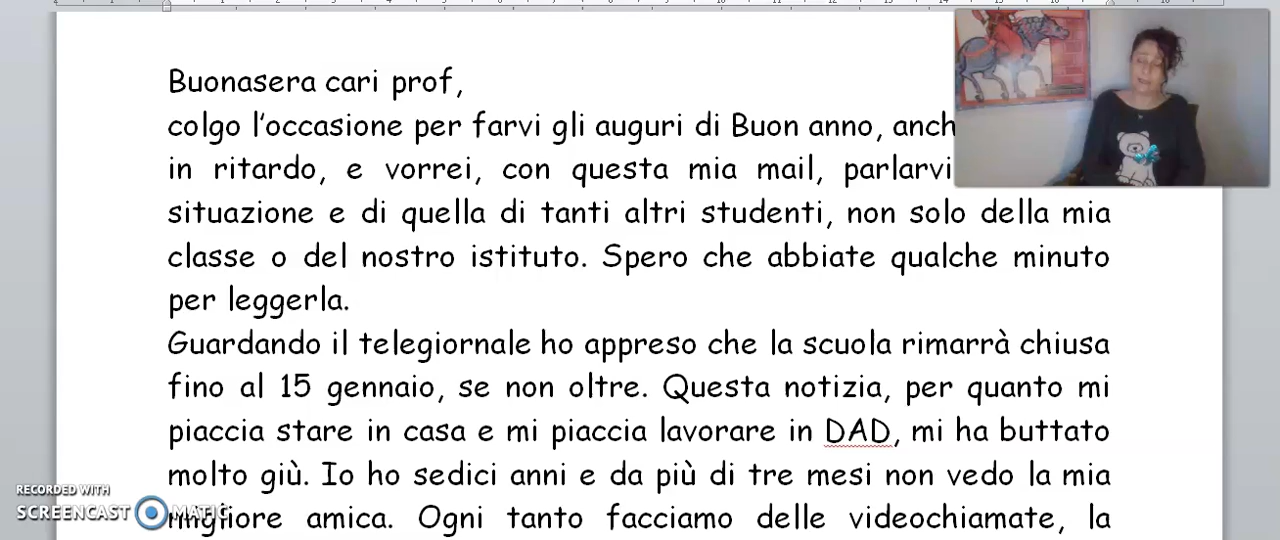 Buonasera cari prof,
colgo l'occasione per farvi gli auguri di Buon anno, anch
in ritardo, e vorrei, con questa mia mail, parlarvi
situazione e di quella di tanti altri studenti, non solo della mia
classe o del nostro istituto. Spero che abbiate qualche minuto
per leggerla.
Guardando il telegiornale ho appreso che la scuola rimarrà chiusa
fino al 15 gennaio, se non oltre. Questa notizia, per quanto mi
piaccia stare in casa e mi piaccia lavorare in DAD, mi ha buttato
molto giù. Io ho sedici anni e da più di tre mesi non vedo la mia
migliore amica. Ogni tanto facciamo delle videochiamate, la
RECORDED WITH
SCREENCAST MATIC